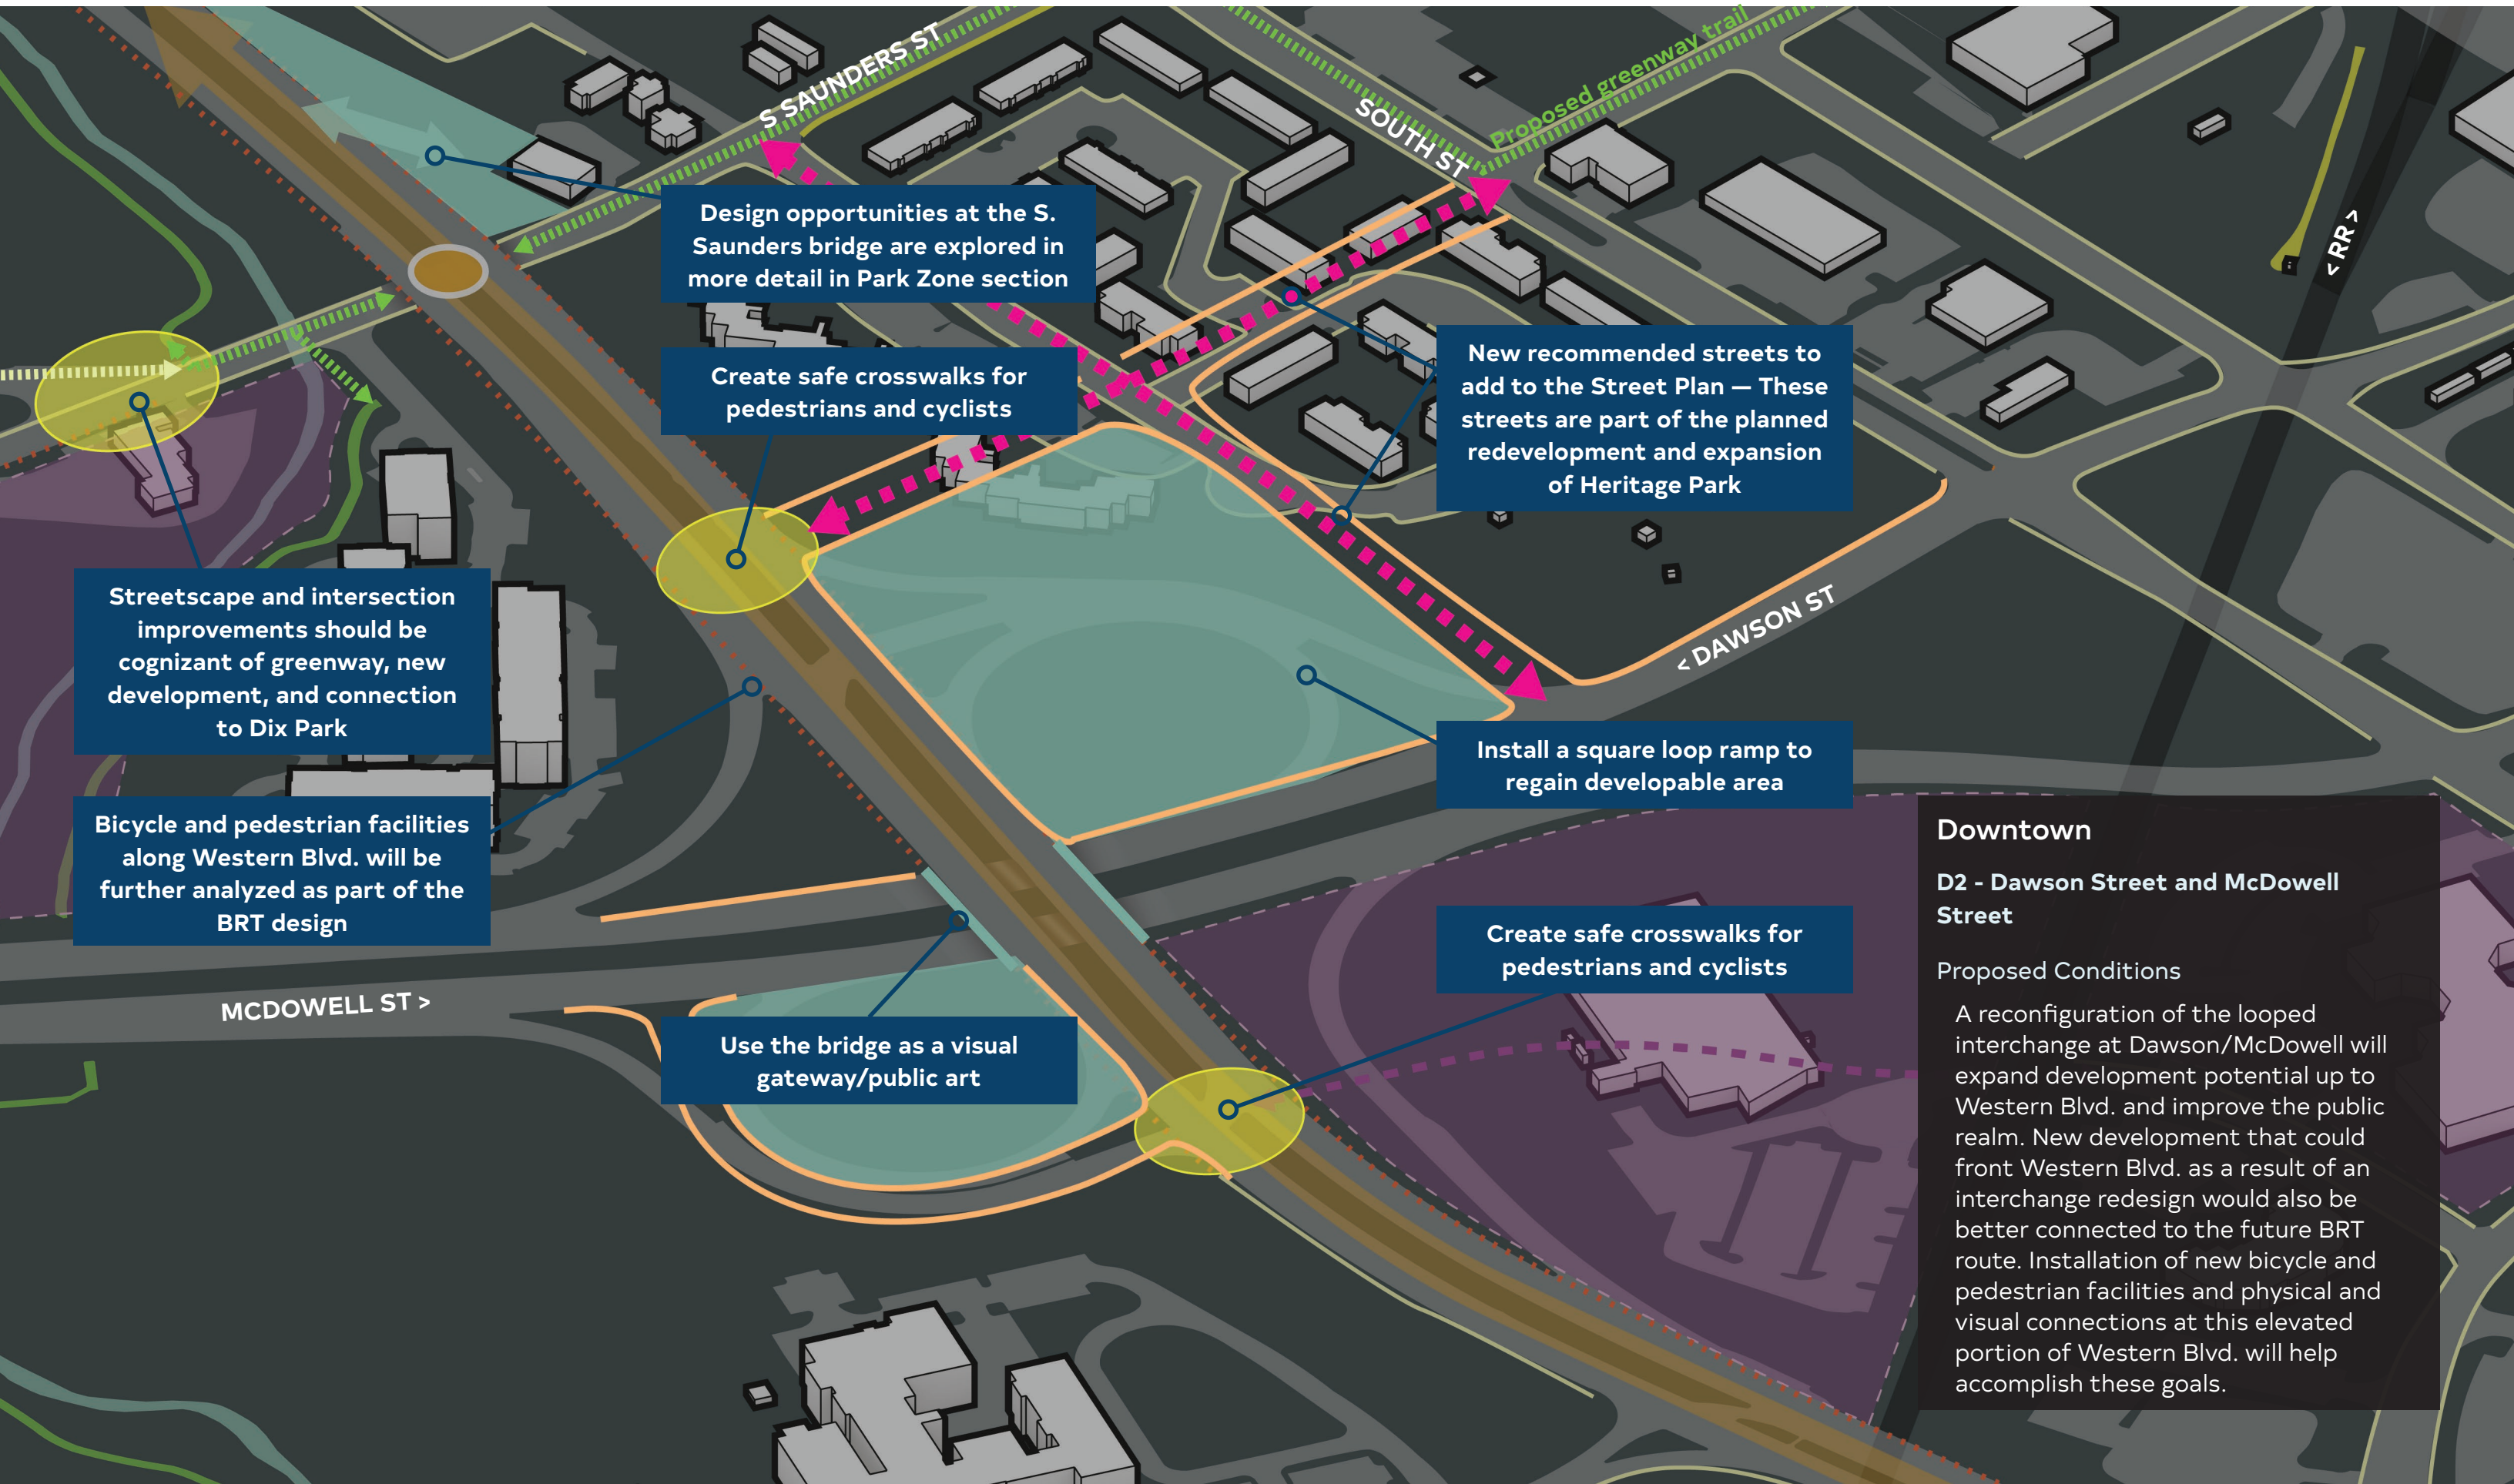 S SAUNDERS ST
Proposed greenway trail
SOUTH ST
< RR >
Design opportunities at the S.
Saunders bridge are explored in
more detail in Park Zone section
Create safe crosswalks for
pedestrians and cyclists
New recommended streets to
add to the Street Plan — These
streets are part of the planned
redevelopment and expansion
of Heritage Park
Streetscape and intersection
improvements should be
cognizant of greenway, new
development, and connection
to Dix Park
< DAWSON ST
Install a square loop ramp to
regain developable area
Bicycle and pedestrian facilities
along Western Blvd. will be
further analyzed as part of the
BRT design
Create safe crosswalks for
pedestrians and cyclists
MCDOWELL ST >
Use the bridge as a visual
gateway/public art
Downtown
D2 - Dawson Street and McDowell
Street
Proposed Conditions
A reconfiguration of the looped
interchange at Dawson/McDowell will
expand development potential up to
Western Blvd. and improve the public
realm. New development that could
front Western Blvd. as a result of an
interchange redesign would also be
better connected to the future BRT
route. Installation of new bicycle and
pedestrian facilities and physical and
visual connections at this elevated
portion of Western Blvd. will help
accomplish these goals.